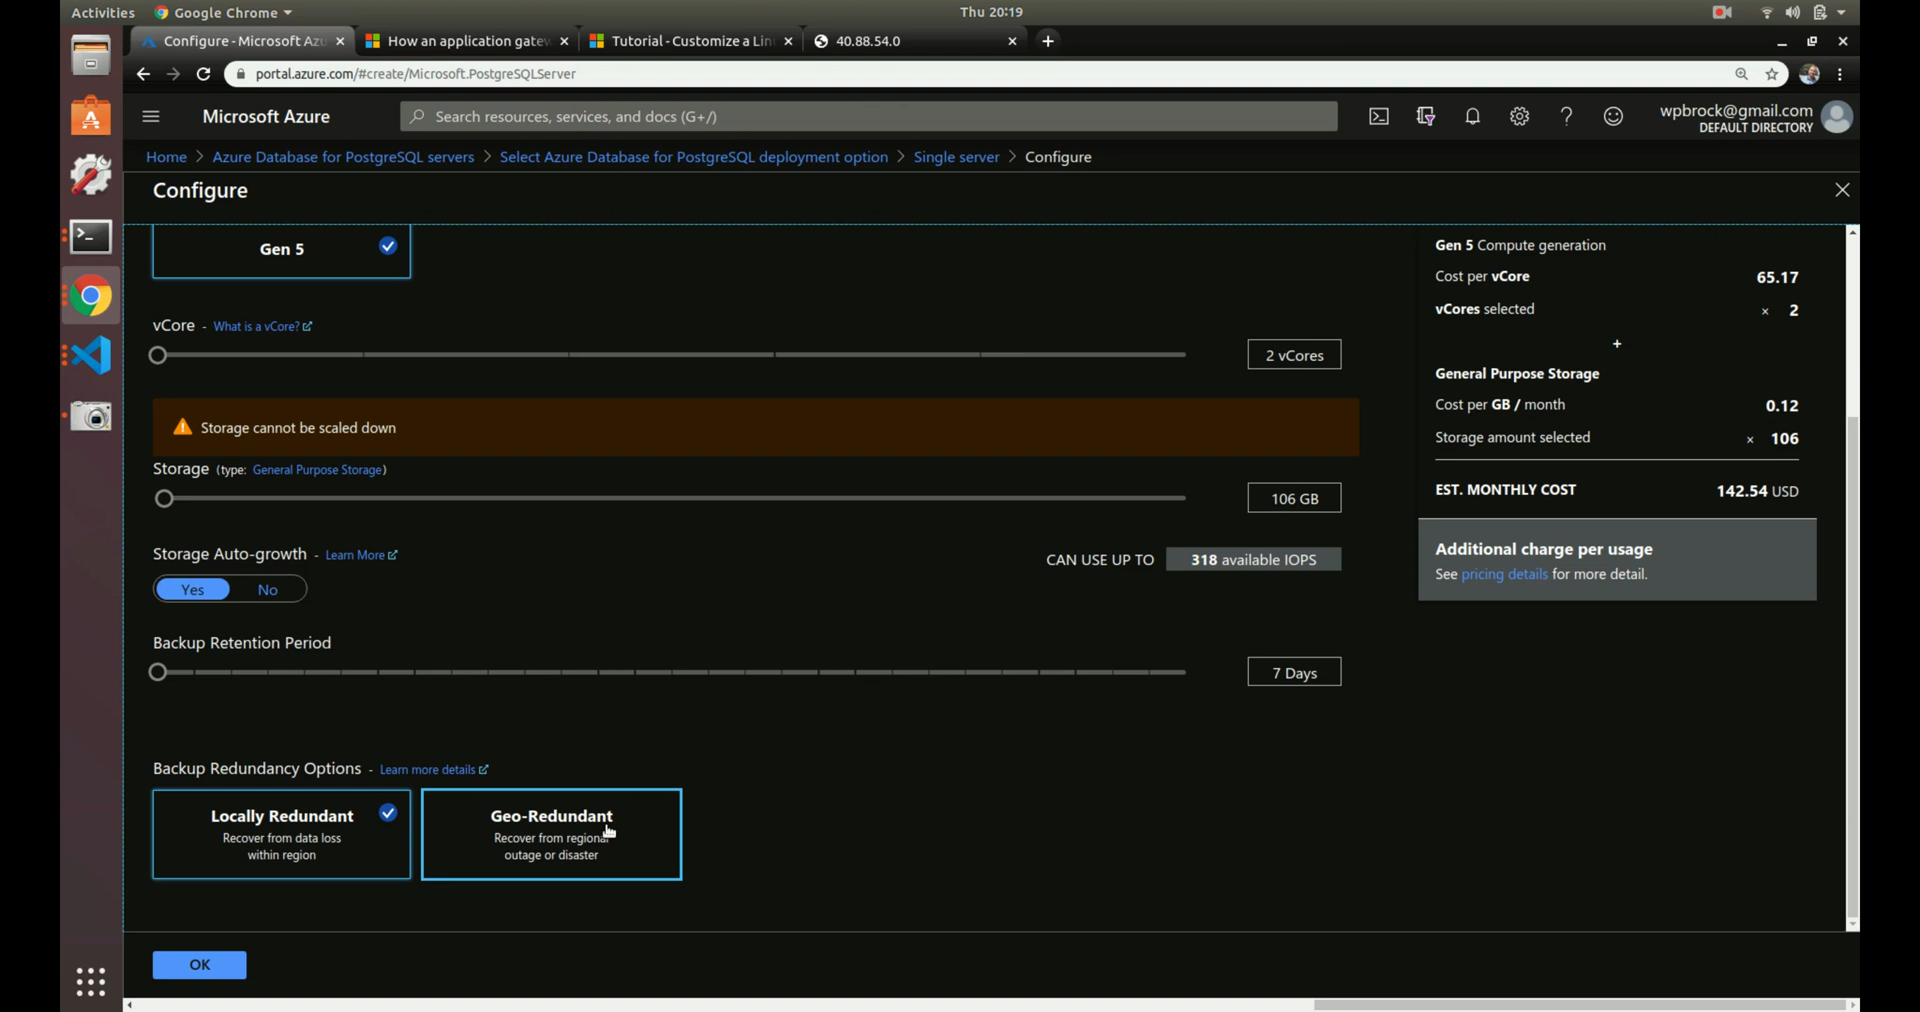 Activities
Google Chrome
Thu 20:19
Configure - Microsoft Azu
How an application gatew
Tutorial - Customize a Lin
40.88.54.0
portal.azure.com/#create/Microsoft.PostgreSQLServer
Microsoft Azure
Search resources, services, and docs (G+/)
wpbrock@gmail.com
DEFAULT DIRECTORY
Home > Azure Database for PostgreSQL servers > Select Azure Database for PostgreSQL deployment option > Single server > Configure
Configure
Gen 5
vCore - What is a vCore?
2 vCores
Storage cannot be scaled down
Storage (type: General Purpose Storage)
106 GB
Storage Auto-growth - Learn More
CAN USE UP TO 318 available IOPS
Yes No
Backup Retention Period
7 Days
Backup Redundancy Options - Learn more details
Locally Redundant
Recover from data loss
within region
Geo-Redundant
Recover from regional
outage or disaster
OK
Gen 5 Compute generation
Cost per vCore 65.17
vCores selected × 2
+
General Purpose Storage
Cost per GB / month 0.12
Storage amount selected × 106
EST. MONTHLY COST 142.54 USD
Additional charge per usage
See pricing details for more detail.